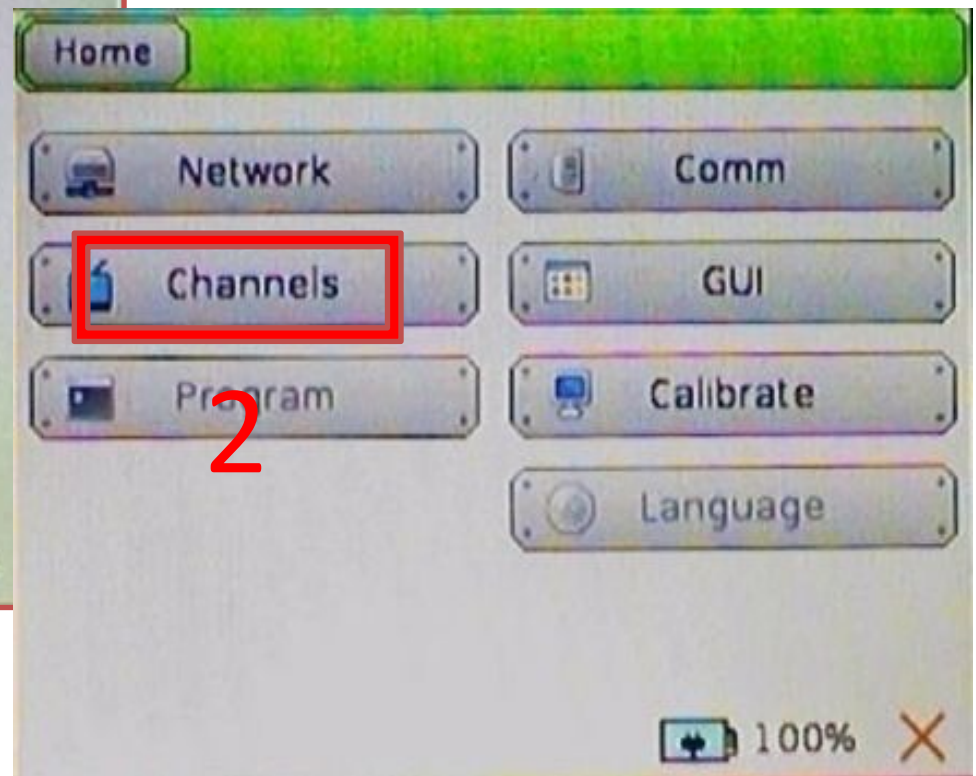 Home
Network
Comm
Channels
GUI
Program
2
Calibrate
Language
100%